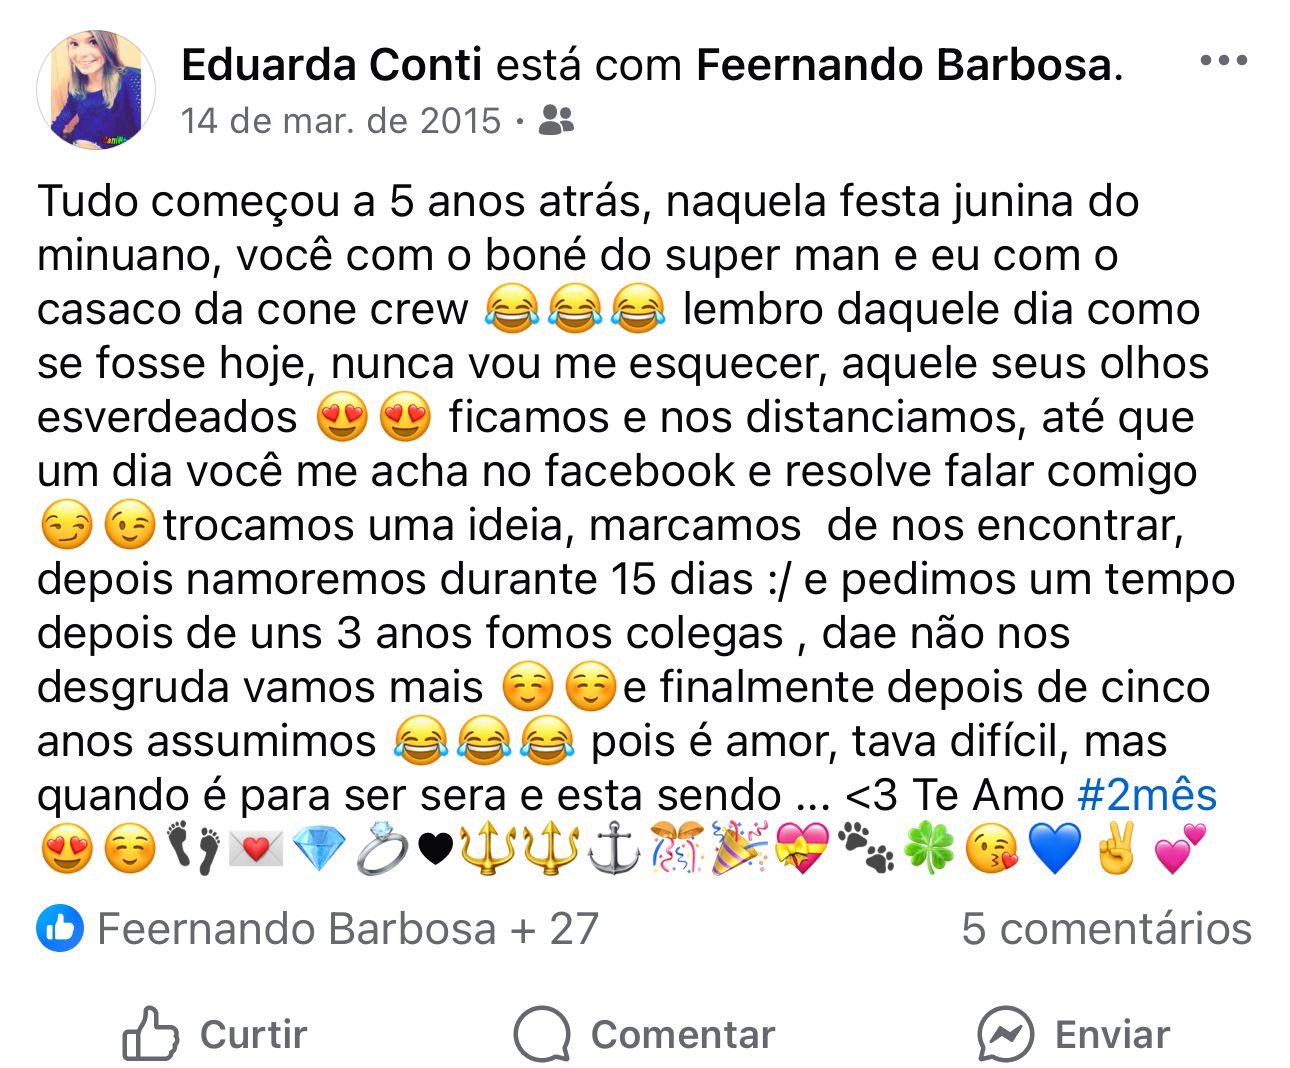 Eduarda Conti está com Feernando Barbosa.
14 de mar. de 2015 ·
Tudo começou a 5 anos atrás, naquela festa junina do
minuano, você com o boné do super man e eu com o
casaco da cone crew 😂😂😂 lembro daquele dia como
se fosse hoje, nunca vou me esquecer, aquele seus olhos
esverdeados 😍😍 ficamos e nos distanciamos, até que
um dia você me acha no facebook e resolve falar comigo
😏😉trocamos uma ideia, marcamos  de nos encontrar,
depois namoremos durante 15 dias :/ e pedimos um tempo
depois de uns 3 anos fomos colegas , dae não nos
desgruda vamos mais ☺️☺️e finalmente depois de cinco
anos assumimos 😂😂😂 pois é amor, tava difícil, mas
quando é para ser sera e esta sendo ... <3 Te Amo #2mês
😍☺️👣💌💎💍♥🔱🔱⚓🎊🎉💝🐾🍀😘💙✌️💕
Feernando Barbosa + 27
5 comentários
Curtir
Comentar
Enviar